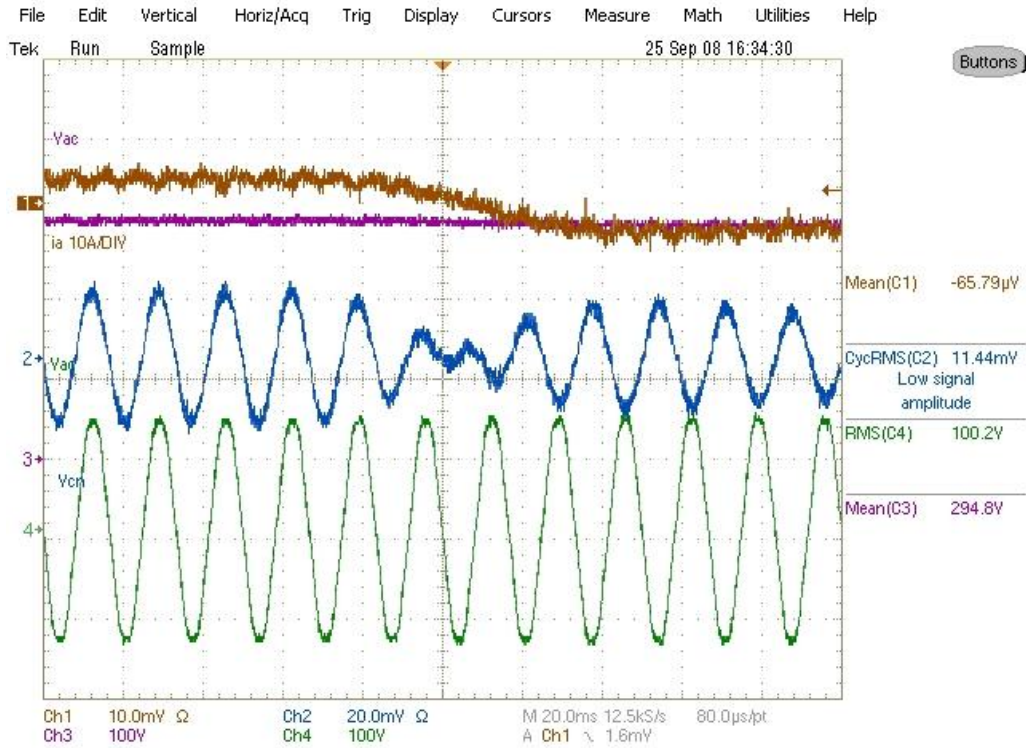 File Edit Vertical Horiz/Acq Trig Display Cursors Measure Math Utilities Help
Tek Run Sample 25 Sep 08 16:34:30
Buttons
Vac
1
ia 10A/DIV
Mean(C1) -65.79µV
2
CycRMS(C2) 11.44mV
Low signal
amplitude
RMS(C4) 100.2V
3
Vcn
Mean(C3) 294.8V
4
Ch1 10.0mV Ω Ch2 20.0mV Ω M 20.0ms 12.5kS/s 80.0µs/pt
Ch3 100V Ch4 100V A Ch1 ∖ 1.6mV